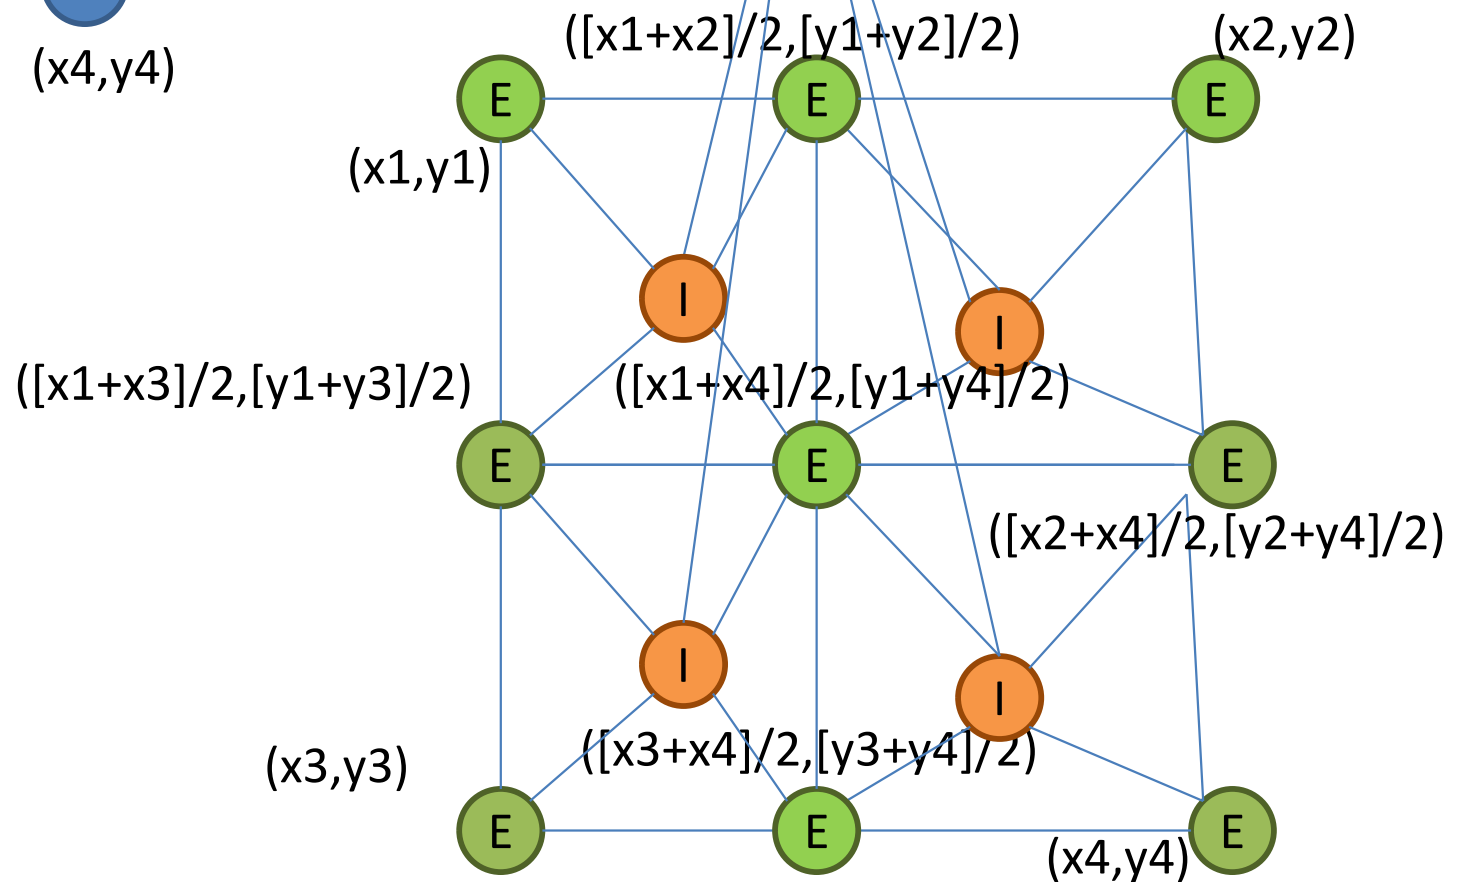 ([x1+x2]/2,[y1+y2]/2)
(x2,y2)
(x4,y4)
E
E
E
(x1,y1)
I
I
([x1+x3]/2,[y1+y3]/2)
([x1+x4]/2,[y1+y4]/2)
E
E
E
([x2+x4]/2,[y2+y4]/2)
I
I
([x3+x4]/2,[y3+y4]/2)
(x3,y3)
E
E
E
(x4,y4)